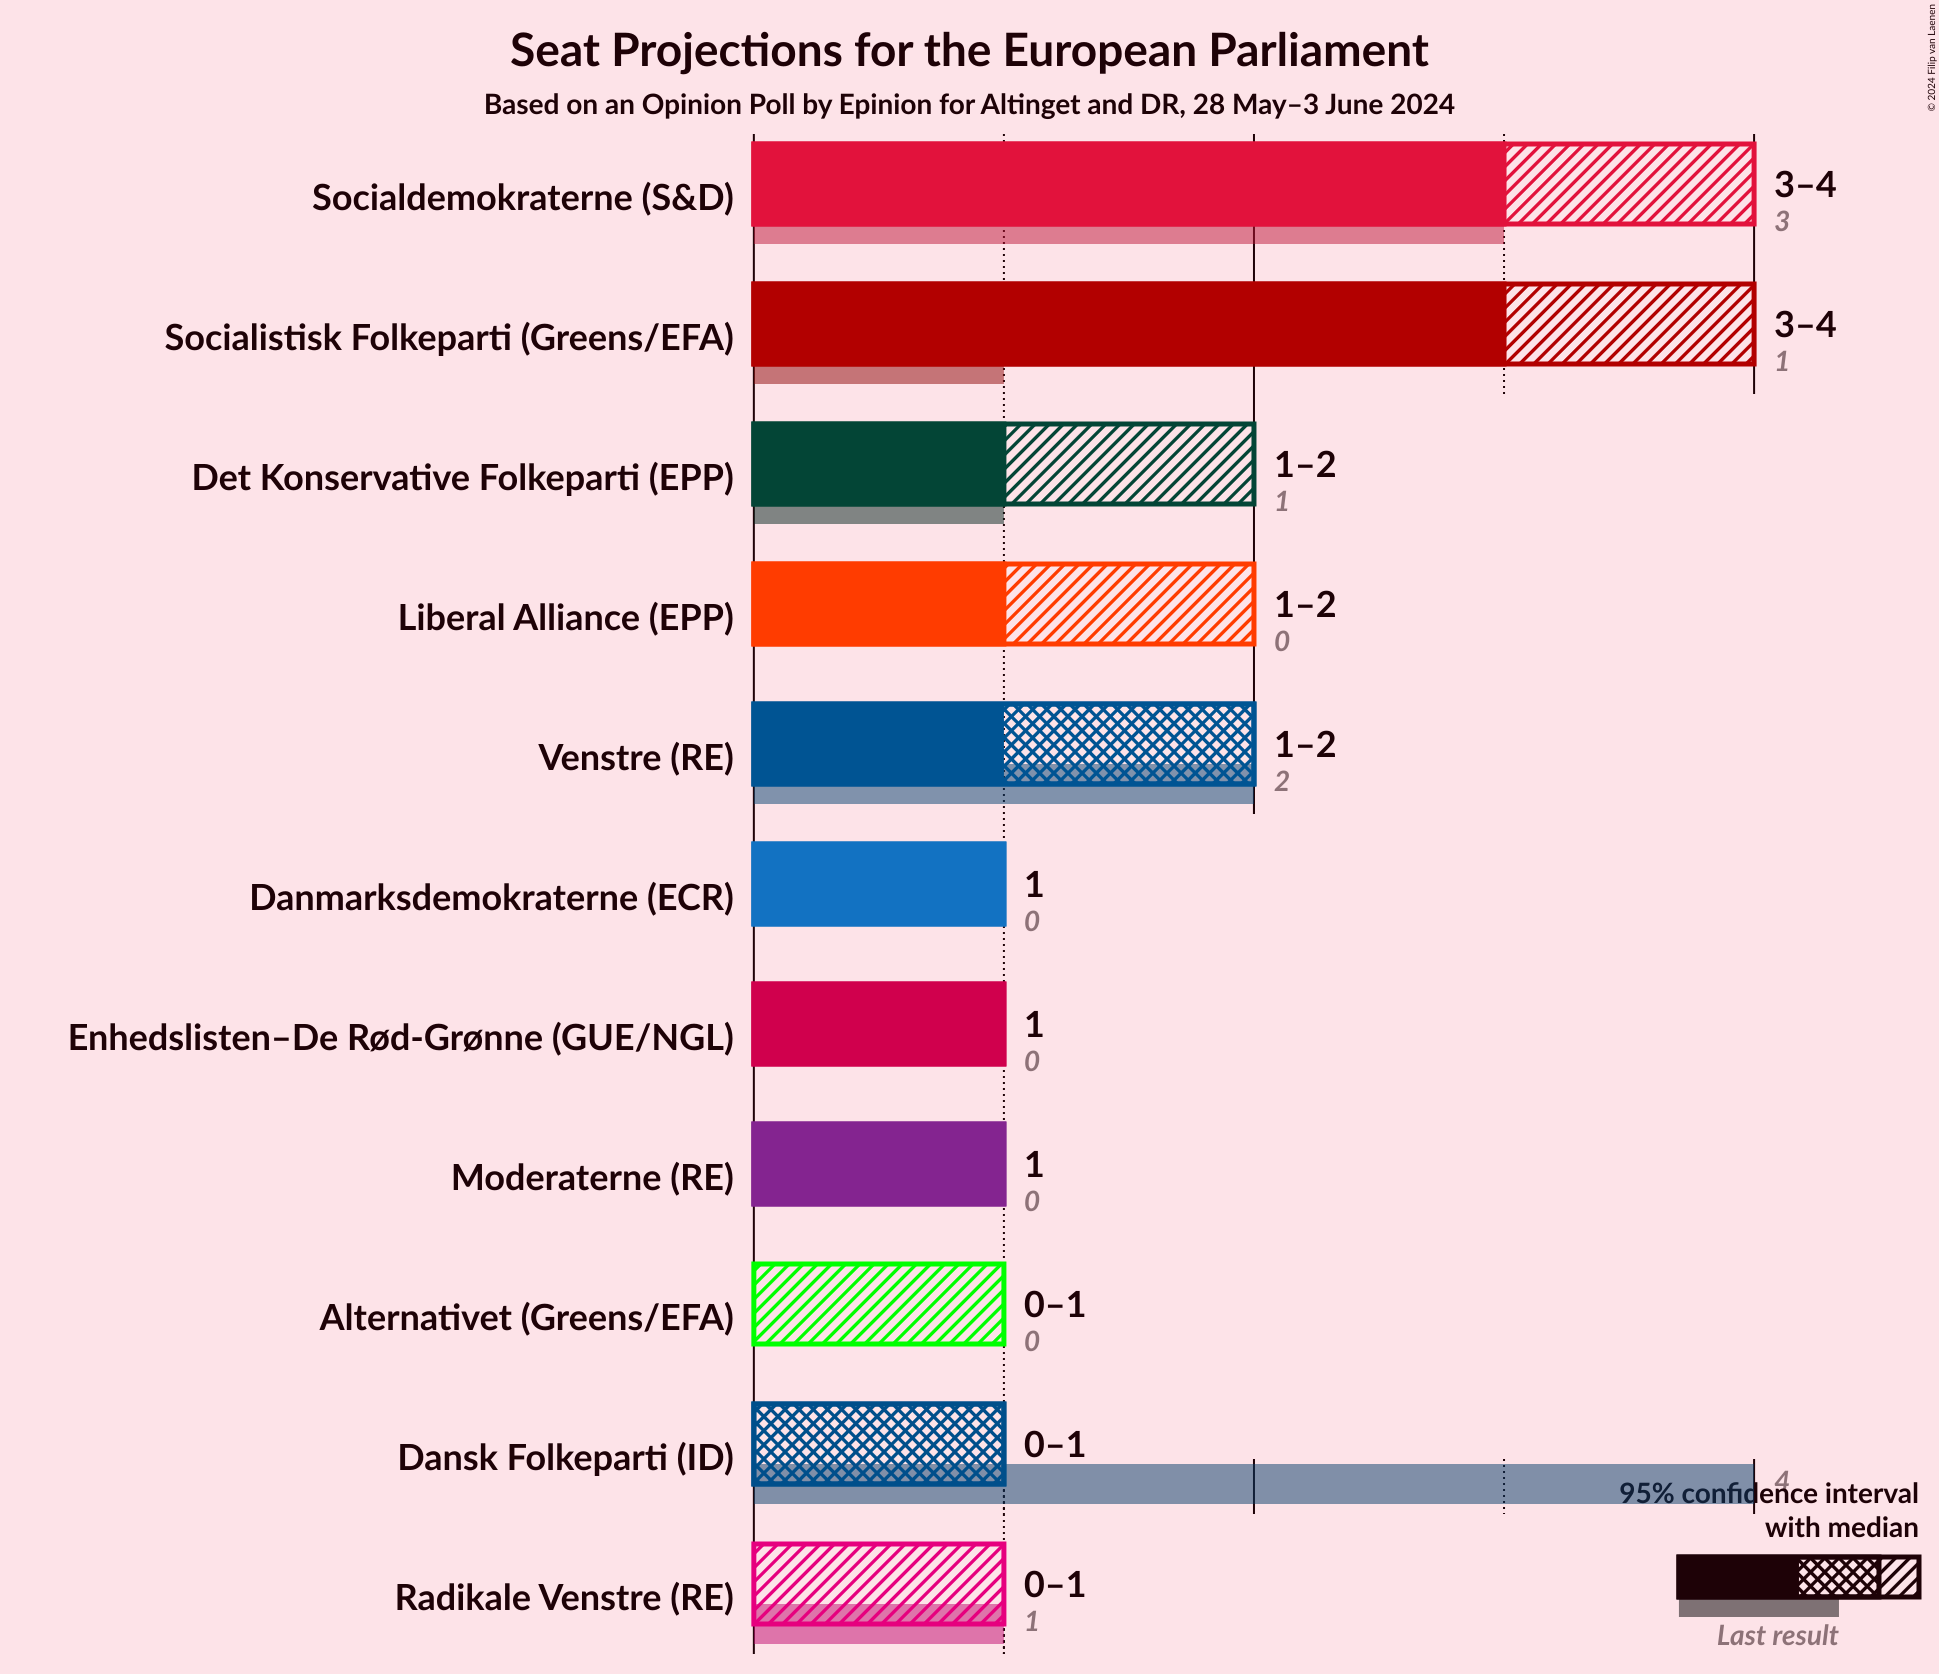 Seat Projections for the European Parliament
Based on an Opinion Poll by Epinion for Altinget and DR, 28 May–3 June 2024
© 2024 Filip van Laenen
Socialdemokraterne (S&D)
3–4
3
Socialistisk Folkeparti (Greens/EFA)
3–4
1
Det Konservative Folkeparti (EPP)
1–2
1
Liberal Alliance (EPP)
1–2
0
Venstre (RE)
1–2
2
Danmarksdemokraterne (ECR)
1
0
Enhedslisten–De Rød-Grønne (GUE/NGL)
1
0
Moderaterne (RE)
1
0
Alternativet (Greens/EFA)
0–1
0
Dansk Folkeparti (ID)
0–1
4
Radikale Venstre (RE)
0–1
1
95% confidence interval
with median
Last result